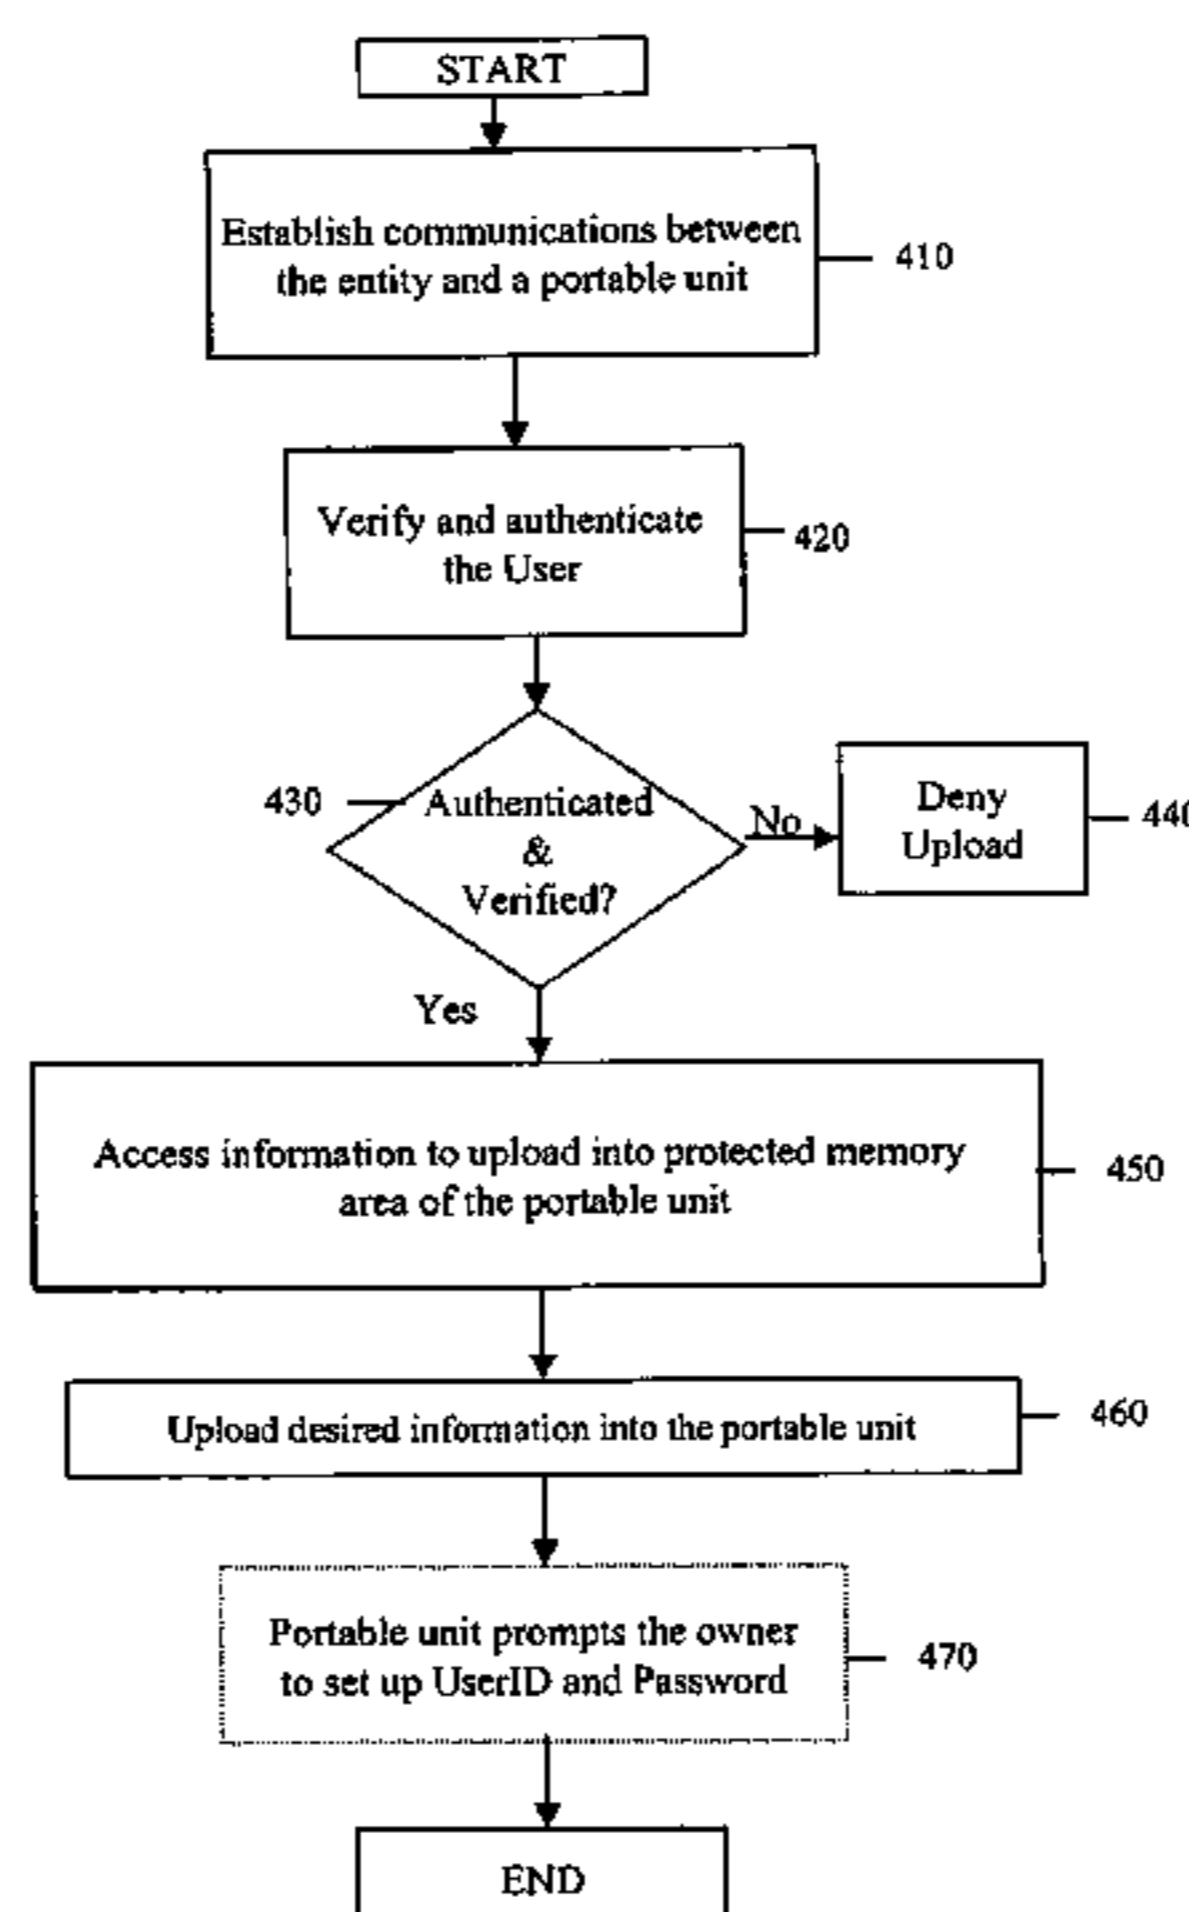 START
Establish communications between
the entity and a portable unit
410
Verify and authenticate
the User
420
430
Authenticated
&
Verified?
No
Deny
Upload
440
Yes
Access information to upload into protected memory
area of the portable unit
450
Upload desired information into the portable unit
460
Portable unit prompts the owner
to set up UserID and Password
470
END